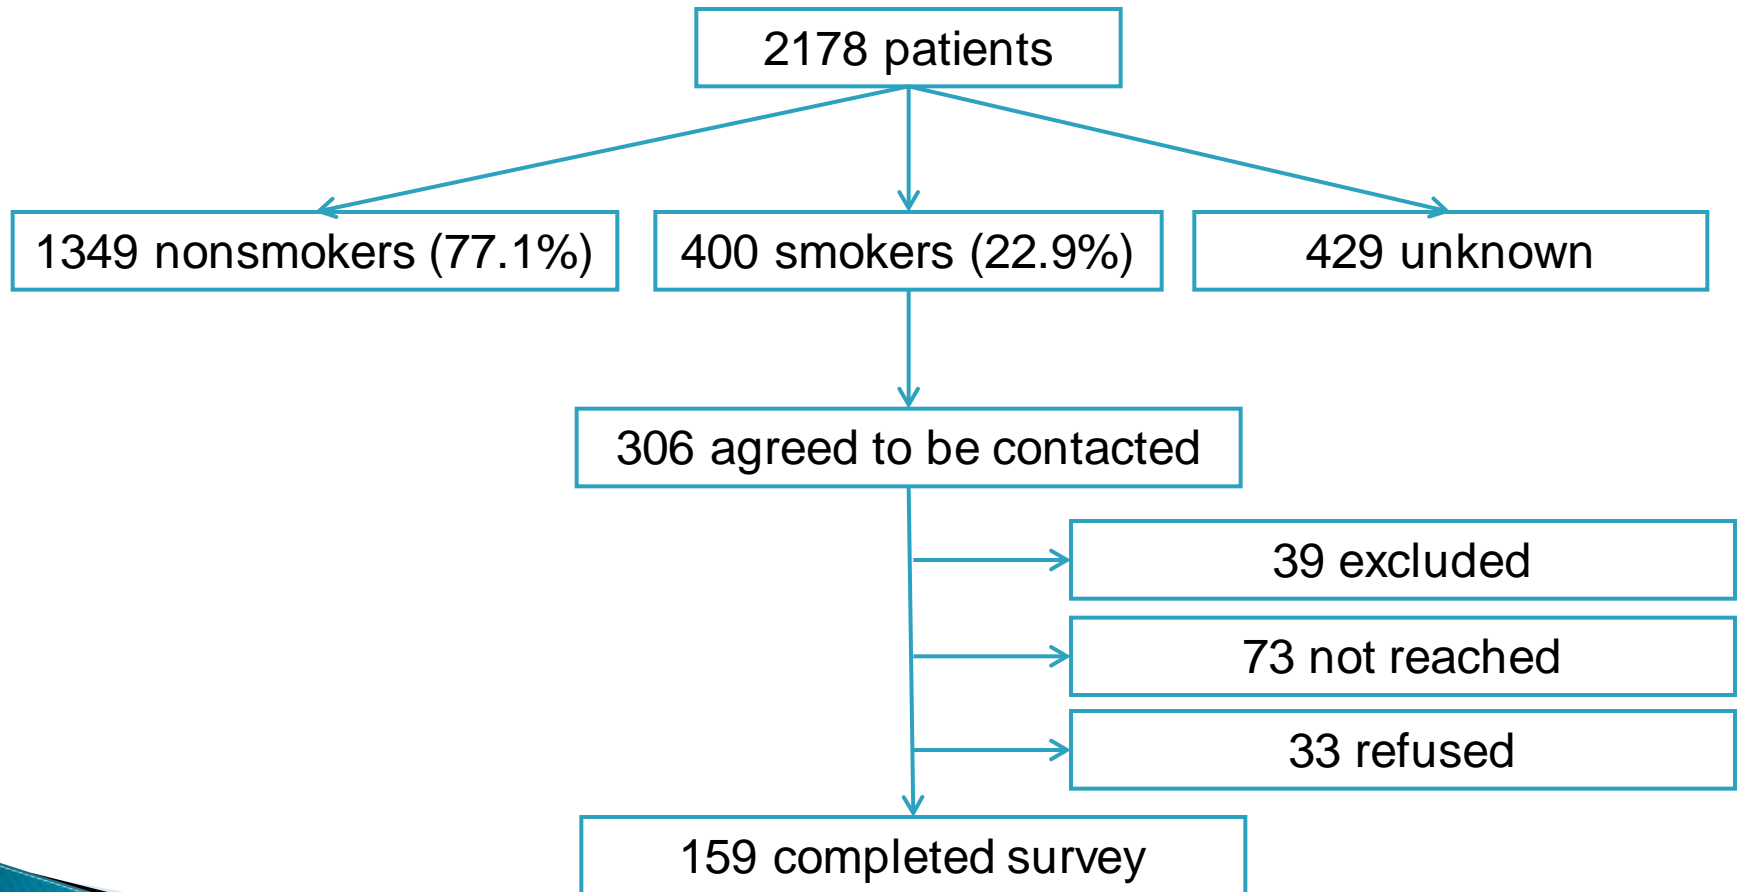 2178 patients
1349 nonsmokers (77.1%)
400 smokers (22.9%)
429 unknown
306 agreed to be contacted
39 excluded
73 not reached
33 refused
159 completed survey